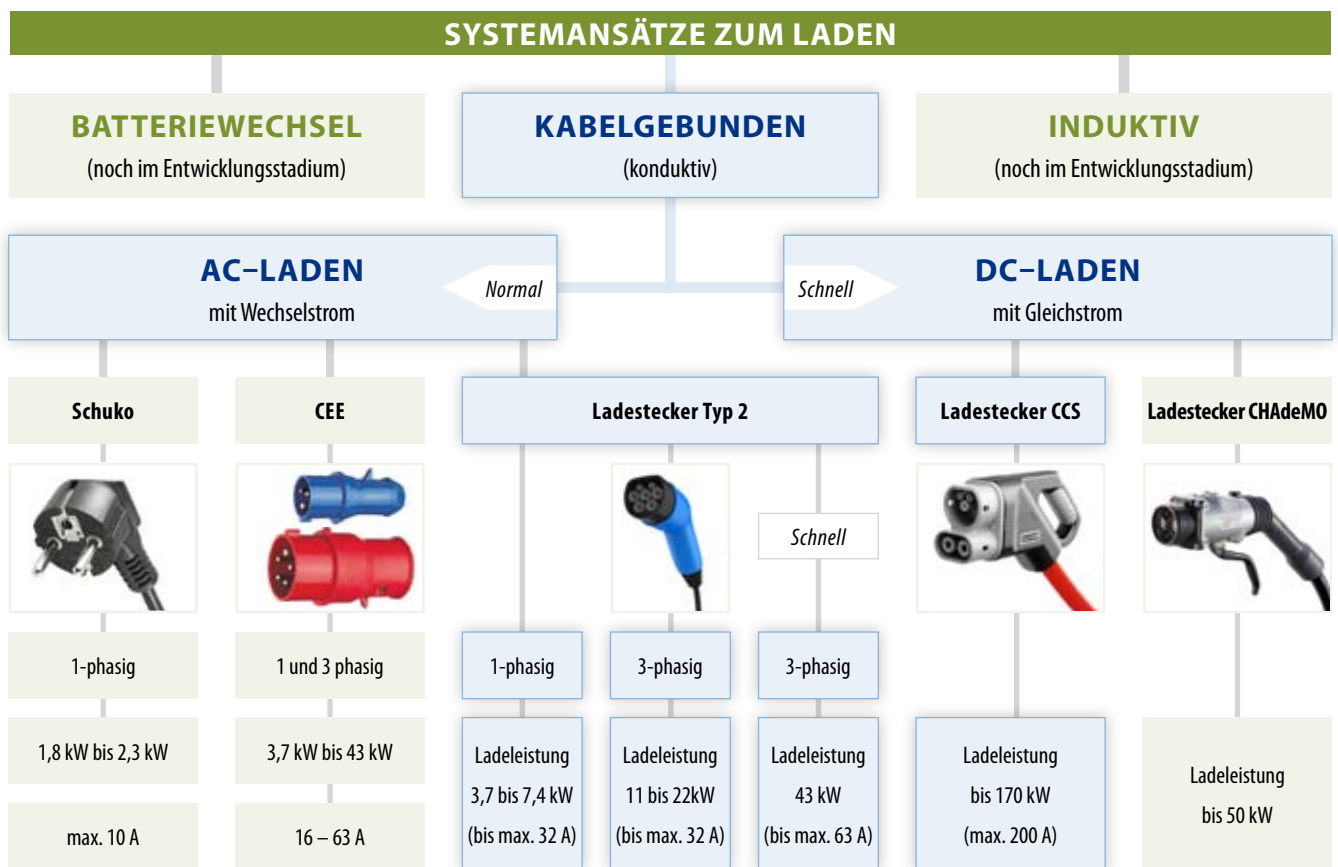 SYSTEMANSÄTZE ZUM LADEN
BATTERIEWECHSEL
(noch im Entwicklungsstadium)
KABELGEBUNDEN
(konduktiv)
INDUKTIV
(noch im Entwicklungsstadium)
AC–LADEN
mit Wechselstrom
Normal
Schnell
DC–LADEN
mit Gleichstrom
Schuko
CEE
Ladestecker Typ 2
Ladestecker CCS
Ladestecker CHAdeMO
Schnell
1-phasig
1 und 3 phasig
1-phasig
3-phasig
3-phasig
1,8 kW bis 2,3 kW
max. 10 A
3,7 kW bis 43 kW
16 – 63 A
Ladeleistung
3,7 bis 7,4 kW
(bis max. 32 A)
Ladeleistung
11 bis 22kW
(bis max. 32 A)
Ladeleistung
43 kW
(bis max. 63 A)
Ladeleistung
bis 170 kW
(max. 200 A)
Ladeleistung
bis 50 kW